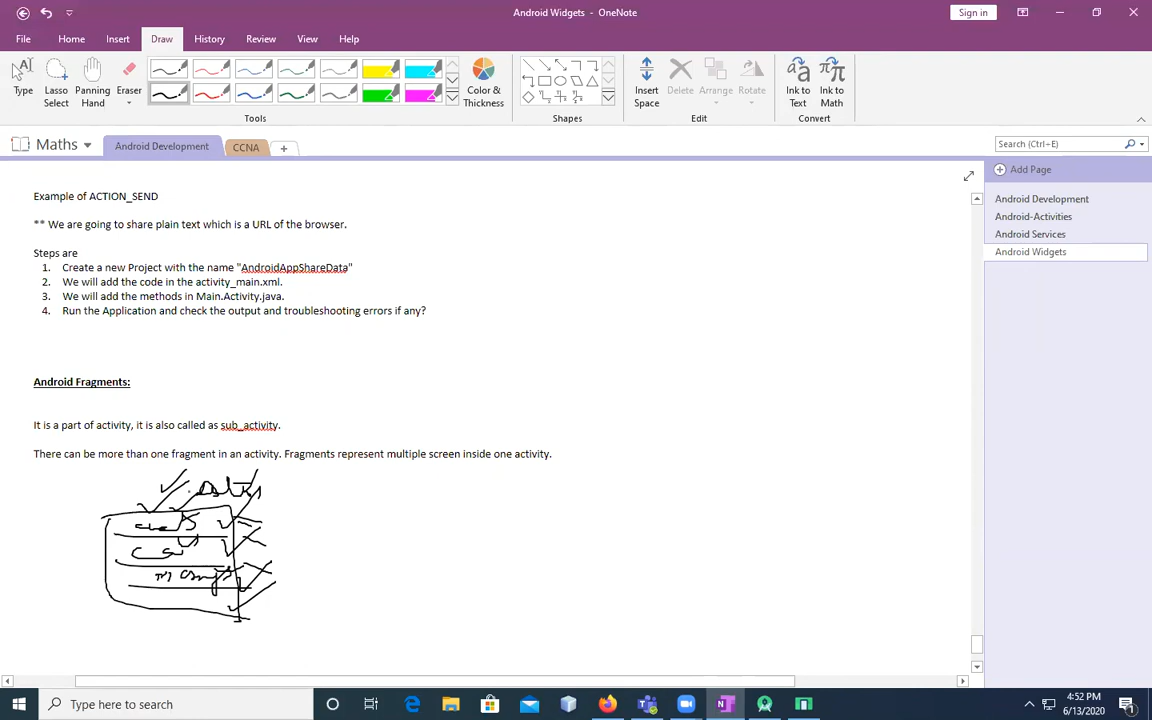 Android Widgets - OneNote
Sign in
File Home Insert Draw History Review View Help
Type Lasso Select Panning Hand Eraser Color & Thickness Insert Space Delete Arrange Rotate Ink to Text Ink to Math
Tools Shapes Edit Convert
Maths Android Development CCNA + Search (Ctrl+E)
Add Page
Android Development
Android-Activities
Android Services
Android Widgets
Example of ACTION_SEND
** We are going to share plain text which is a URL of the browser.
Steps are
1. Create a new Project with the name "AndroidAppShareData"
2. We will add the code in the activity_main.xml.
3. We will add the methods in Main.Activity.java.
4. Run the Application and check the output and troubleshooting errors if any?
Android Fragments:
It is a part of activity, it is also called as sub_activity.
There can be more than one fragment in an activity. Fragments represent multiple screen inside one activity.
Type here to search
4:52 PM
6/13/2020